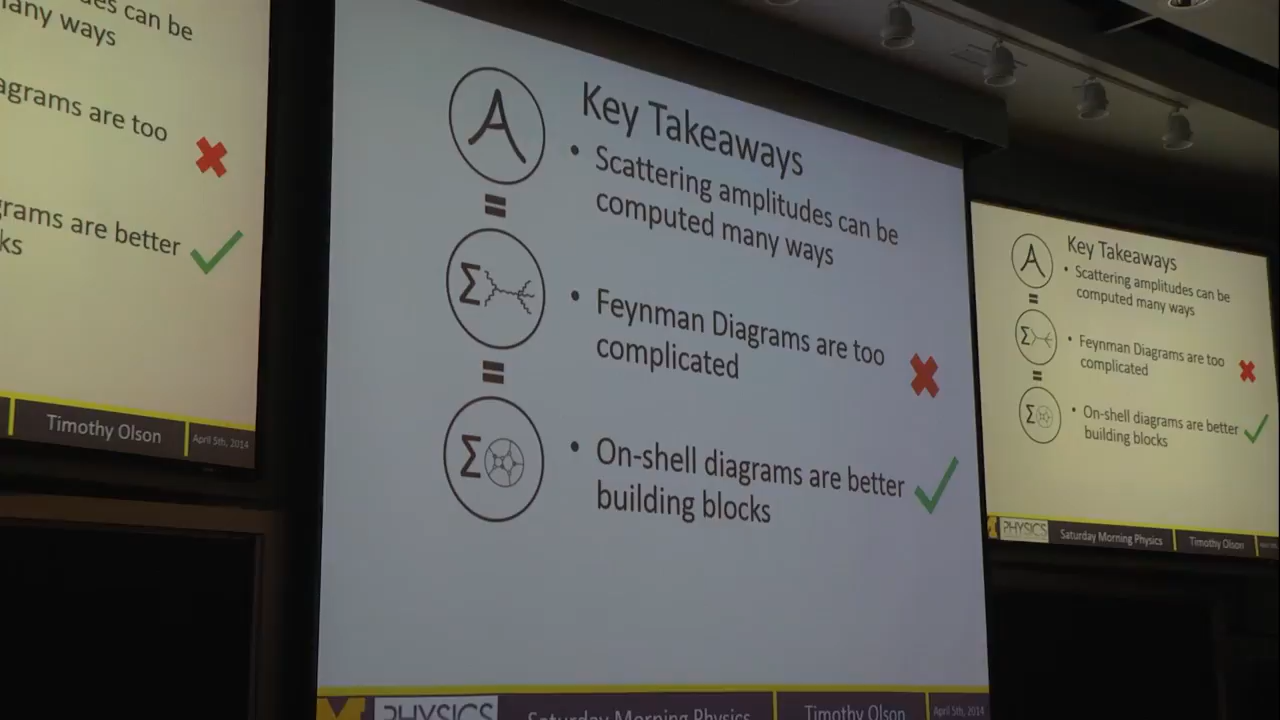 es can be
any ways
agrams are too
✖
grams are better
ks
✓
Timothy Olson
April 5th, 2014
A
Key Takeaways
• Scattering amplitudes can be
computed many ways
=
Σ
• Feynman Diagrams are too
complicated
✖
=
Σ
• On-shell diagrams are better
building blocks
✓
M PHYSICS
Saturday Morning Physics
Timothy Olson
April 5th, 2014
A
Key Takeaways
• Scattering amplitudes can be
computed many ways
=
Σ
• Feynman Diagrams are too
complicated
✖
=
Σ
• On-shell diagrams are better
building blocks
✓
M PHYSICS
Saturday Morning Physics
Timothy Olson